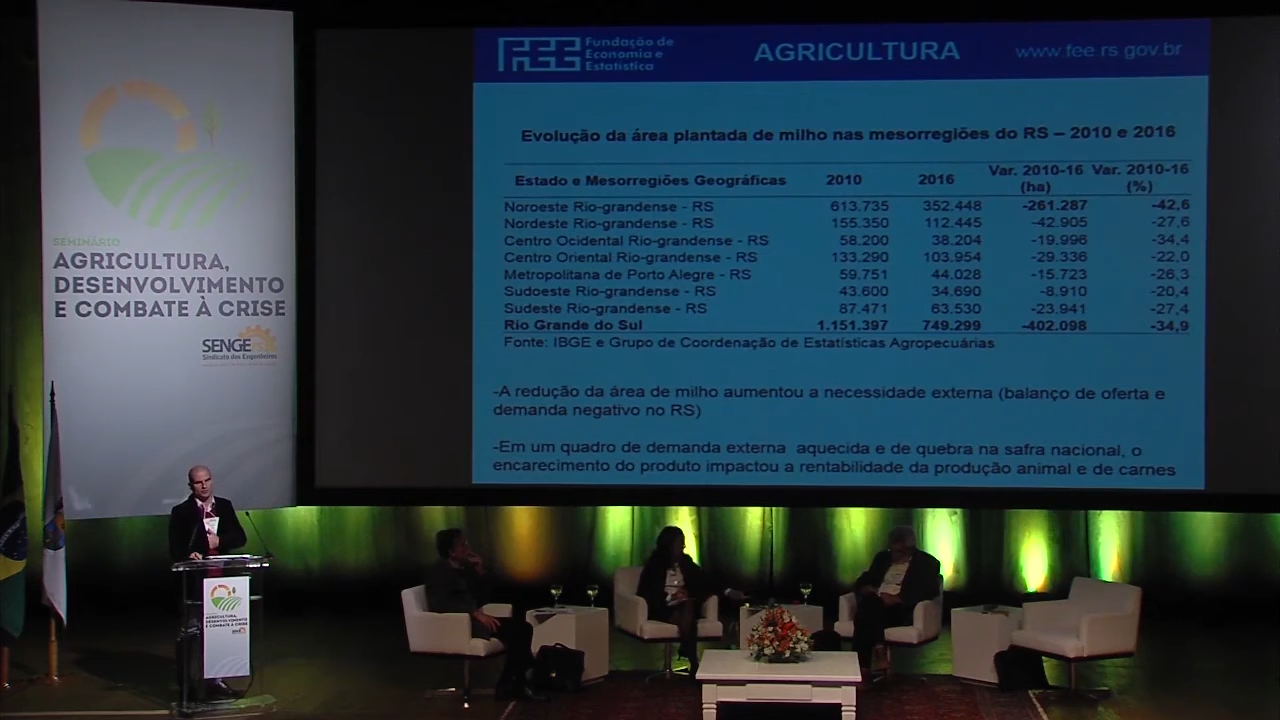 FEE Fundação de
Economia e
Estatística
AGRICULTURA
www.fee.rs.gov.br
Evolução da área plantada de milho nas mesorregiões do RS – 2010 e 2016
Estado e Mesorregiões Geográficas 2010 2016 Var. 2010-16 (ha) Var. 2010-16 (%)
Noroeste Rio-grandense - RS 613.735 352.448 -261.287 -42,6
Nordeste Rio-grandense - RS 155.350 112.445 -42.905 -27,6
Centro Ocidental Rio-grandense - RS 58.200 38.204 -19.996 -34,4
Centro Oriental Rio-grandense - RS 133.290 103.954 -29.336 -22,0
Metropolitana de Porto Alegre - RS 59.751 44.028 -15.723 -26,3
Sudoeste Rio-grandense - RS 43.600 34.690 -8.910 -20,4
Sudeste Rio-grandense - RS 87.471 63.530 -23.941 -27,4
Rio Grande do Sul 1.151.397 749.299 -402.098 -34,9
Fonte: IBGE e Grupo de Coordenação de Estatísticas Agropecuárias
-A redução da área de milho aumentou a necessidade externa (balanço de oferta e
demanda negativo no RS)
-Em um quadro de demanda externa aquecida e de quebra na safra nacional, o
encarecimento do produto impactou a rentabilidade da produção animal e de carnes
SEMINÁRIO
AGRICULTURA,
DESENVOLVIMENTO
E COMBATE À CRISE
SENGE
Sindicato dos Engenheiros
AGRICULTURA,
DESENVOLVIMENTO
E COMBATE À CRISE